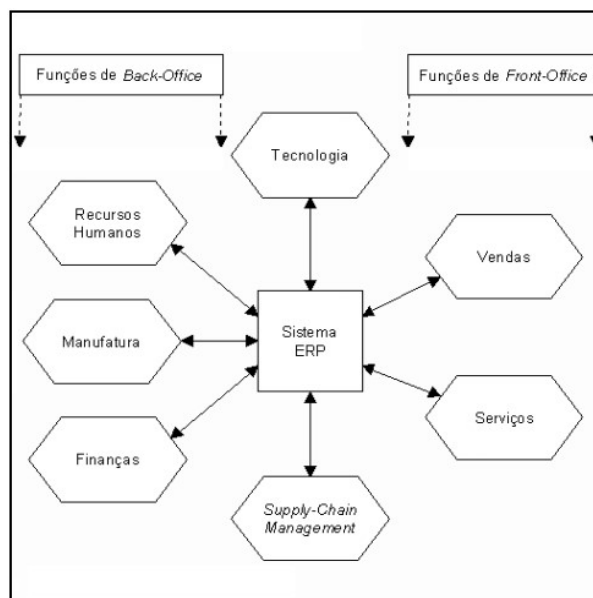 Funções de Back-Office
Funções de Front-Office
Tecnologia
Recursos
Humanos
Vendas
Manufatura
Sistema
ERP
Finanças
Serviços
Supply-Chain
Management